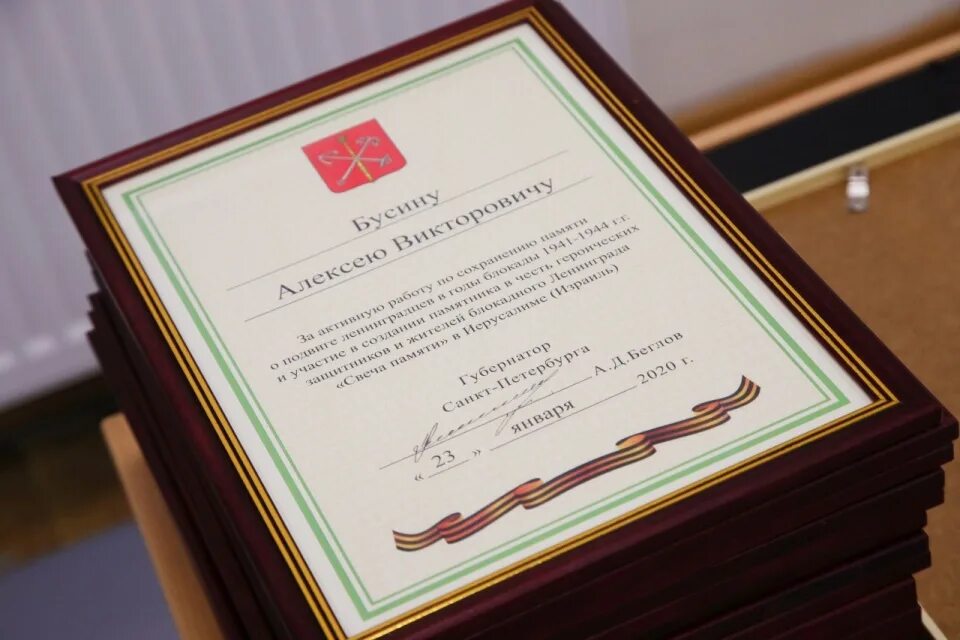 Бусину
Алексею Викторовичу
За активную работу по сохранению памяти
о подвиге ленинградцев в годы блокады 1941-1944 г.г.
и участие в создании памятника в честь героических
защитников и жителей блокадного Ленинграда
«Свеча памяти» в Иерусалиме (Израиль)
Губернатор
Санкт-Петербурга
А.Д.Беглов
« 23 » января 2020 г.